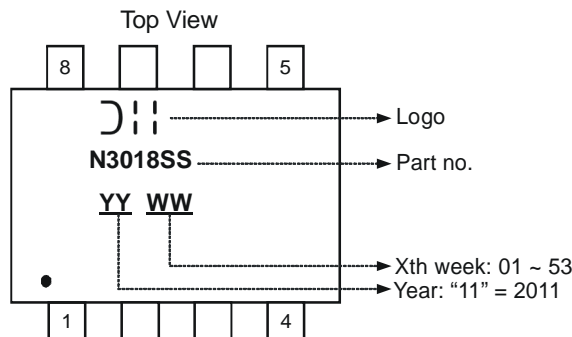 Top View
8 5
Logo
N3018SS Part no.
YY WW
Xth week: 01 ~ 53
Year: “11” = 2011
1 4